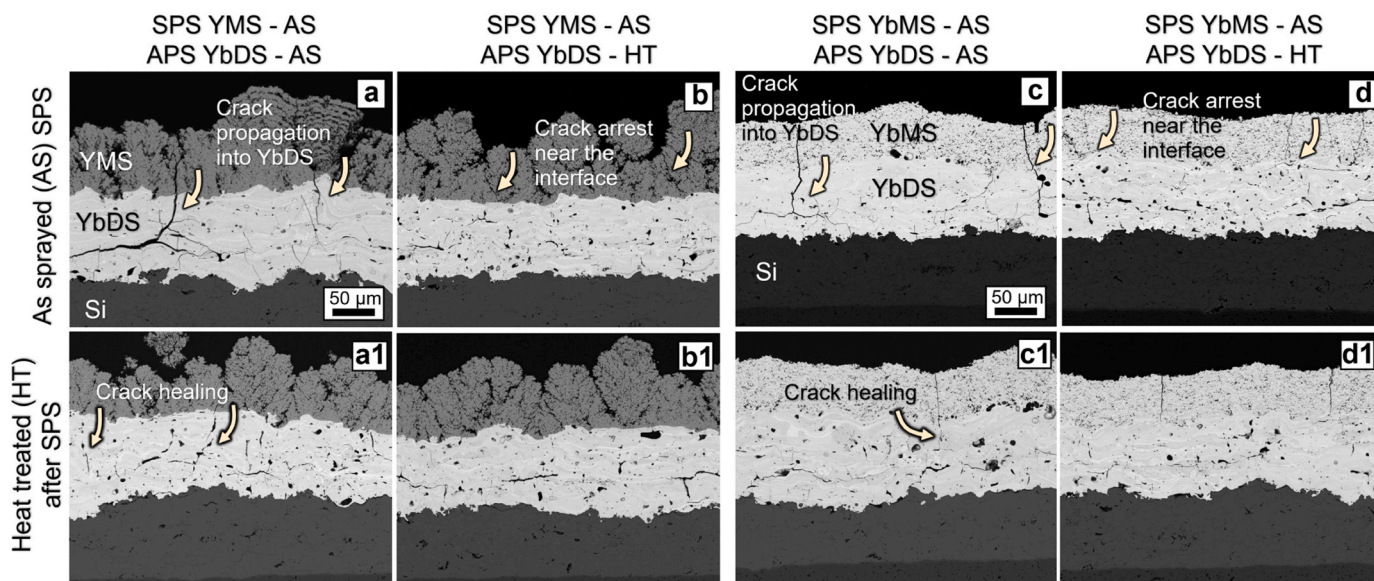 SPS YMS - AS
APS YbDS - AS
SPS YMS - AS
APS YbDS - HT
SPS YbMS - AS
APS YbDS - AS
SPS YbMS - AS
APS YbDS - HT
As sprayed (AS) SPS
a
Crack
propagation
into YbDS
YMS
YbDS
Si
50 µm
b
Crack arrest
near the
interface
c
Crack
propagation
into YbDS
YbMS
YbDS
Si
50 µm
d
Crack arrest
near the
interface
Heat treated (HT)
after SPS
a1
Crack healing
b1
c1
Crack healing
d1